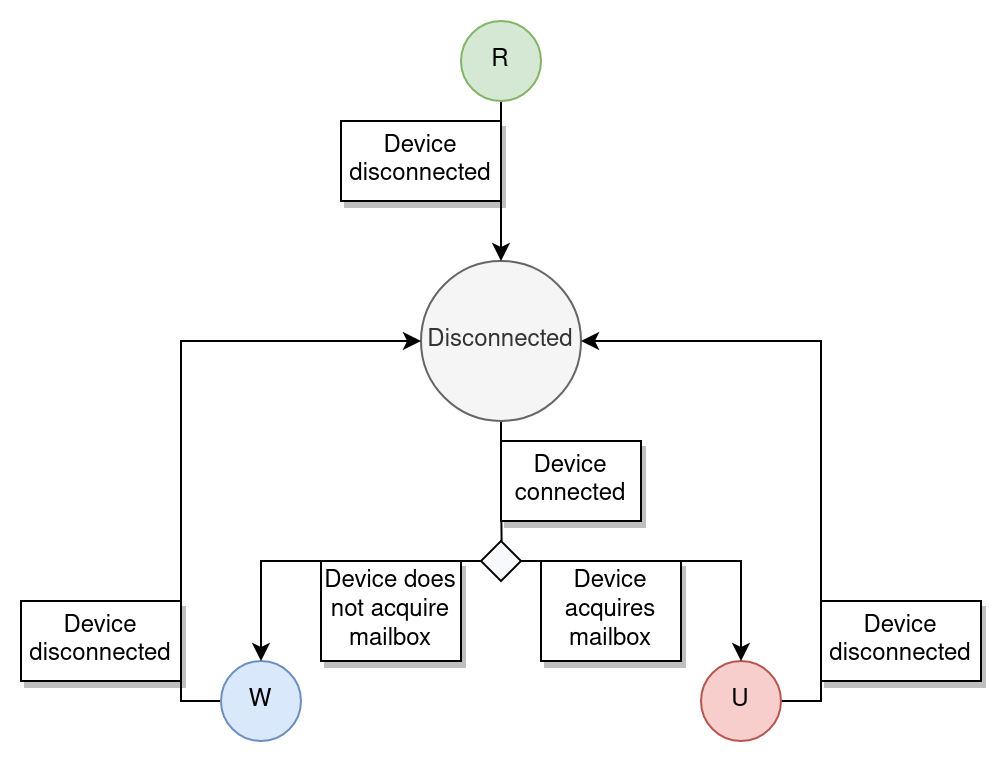 R
Device
disconnected
Disconnected
Device
connected
Device does
not acquire
mailbox
Device
acquires
mailbox
Device
disconnected
Device
disconnected
W
U